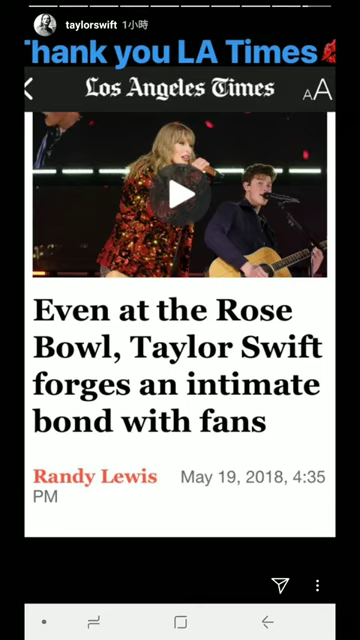 taylorswift 1小時
Thank you LA Times
Los Angeles Times
AA
Even at the Rose
Bowl, Taylor Swift
forges an intimate
bond with fans
Randy Lewis May 19, 2018, 4:35
PM